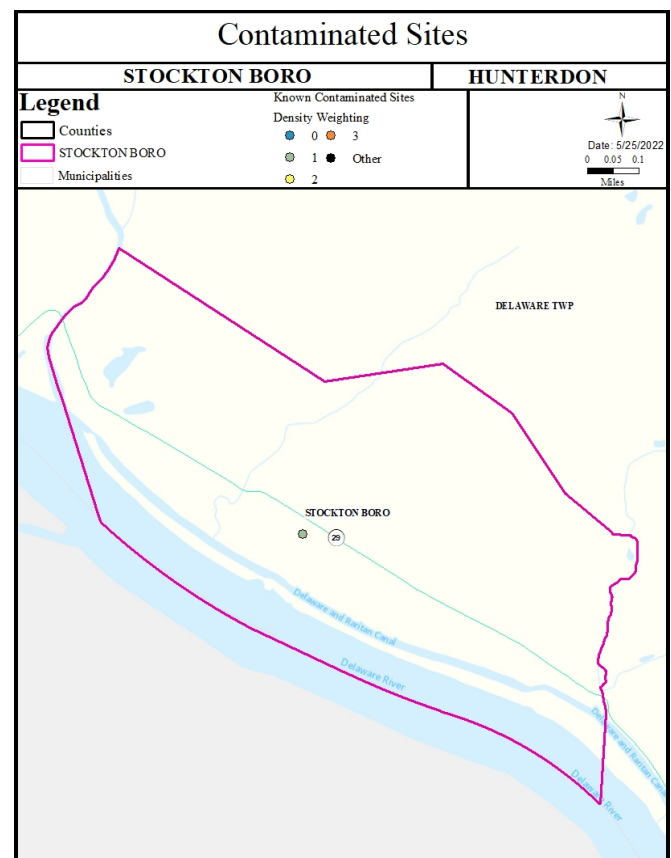 Contaminated Sites
STOCKTON BORO
HUNTERDON
Legend
Counties
STOCKTON BORO
Municipalities
Known Contaminated Sites
Density Weighting
0 3
1 Other
2
N
Date: 5/25/2022
0 0.05 0.1
Miles
DELAWARE TWP
STOCKTON BORO
29
Delaware and Raritan Canal
Delaware River
Delaware and Raritan Canal
Delaware River